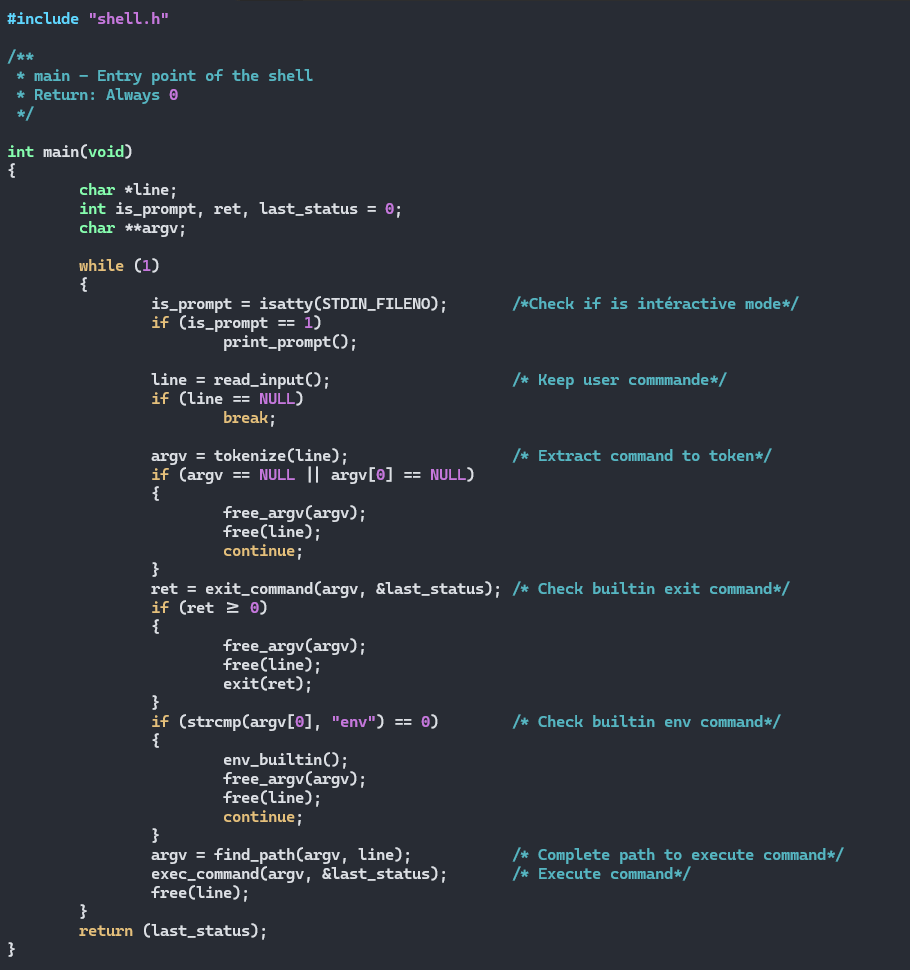 #include "shell.h"

/**
 * main – Entry point of the shell
 * Return: Always 0
 */

int main(void)
{
        char *line;
        int is_prompt, ret, last_status = 0;
        char **argv;

        while (1)
        {
                is_prompt = isatty(STDIN_FILENO);       /*Check if is intéractive mode*/
                if (is_prompt == 1)
                        print_prompt();

                line = read_input();                    /* Keep user commmande*/
                if (line == NULL)
                        break;

                argv = tokenize(line);                  /* Extract command to token*/
                if (argv == NULL || argv[0] == NULL)
                {
                        free_argv(argv);
                        free(line);
                        continue;
                }
                ret = exit_command(argv, &last_status); /* Check builtin exit command*/
                if (ret ≥ 0)
                {
                        free_argv(argv);
                        free(line);
                        exit(ret);
                }
                if (strcmp(argv[0], "env") == 0)        /* Check builtin env command*/
                {
                        env_builtin();
                        free_argv(argv);
                        free(line);
                        continue;
                }
                argv = find_path(argv, line);           /* Complete path to execute command*/
                exec_command(argv, &last_status);       /* Execute command*/
                free(line);
        }
        return (last_status);
}